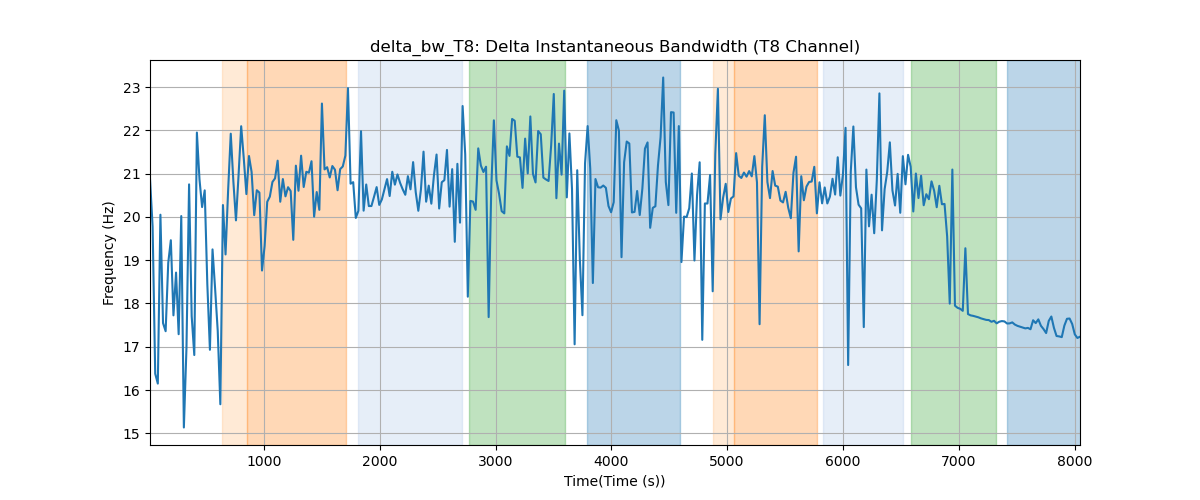 delta_bw_T8: Delta Instantaneous Bandwidth (T8 Channel)
Frequency (Hz)
23
22
21
20
19
18
17
16
15
1000 2000 3000 4000 5000 6000 7000 8000
Time(Time (s))